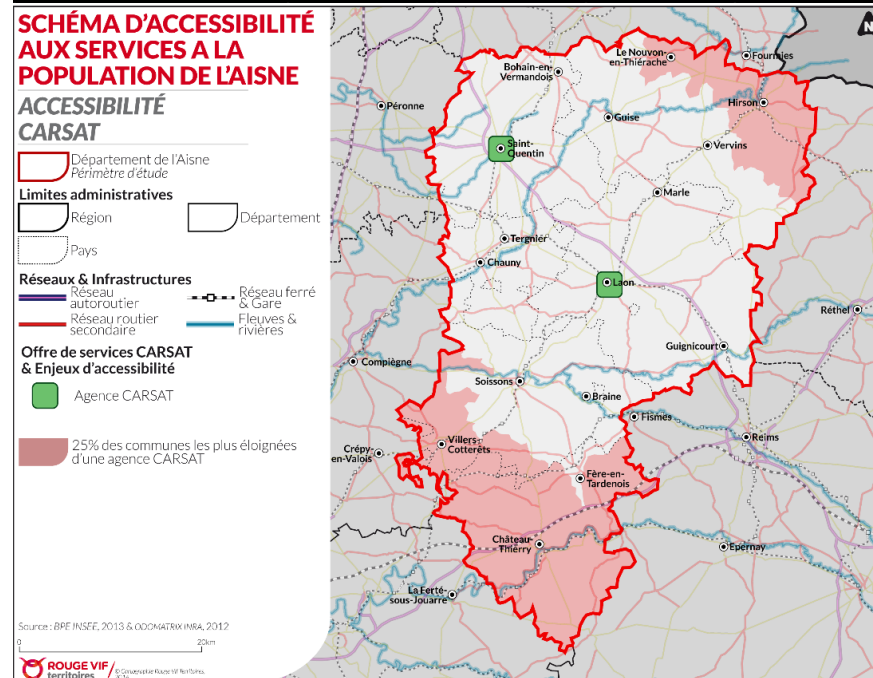 SCHÉMA D'ACCESSIBILITÉ
AUX SERVICES A LA
POPULATION DE L'AISNE
ACCESSIBILITÉ
CARSAT
Département de l'Aisne
Périmètre d'étude
Limites administratives
Région
Département
Pays
Réseaux & Infrastructures
Réseau
autoroutier
Réseau ferré
& Gare
Réseau routier
secondaire
Fleuves &
rivières
Offre de services CARSAT
& Enjeux d'accessibilité
Agence CARSAT
25% des communes les plus éloignées
d'une agence CARSAT
Source : BPE INSEE, 2013 & ODOMATRIX INRA, 2012
0
20km
ROUGE VIF
territoires
© Cartographie Rouge Vif Territoires,
N
Le Nouvon-
en-Thiérache
Fourmies
Bohain-en-
Vermandois
Péronne
Hirson
Guise
Saint-
Quentin
Vervins
Marle
Tergnier
Chauny
Laon
Réthel
Guignicourt
Compiègne
Soissons
Braine
Fismes
Reims
Villers-
Cotterêts
Crépy-
en-Valois
Fère-en-
Tardenois
Château-
Thierry
Epernay
La Ferté-
sous-Jouarre